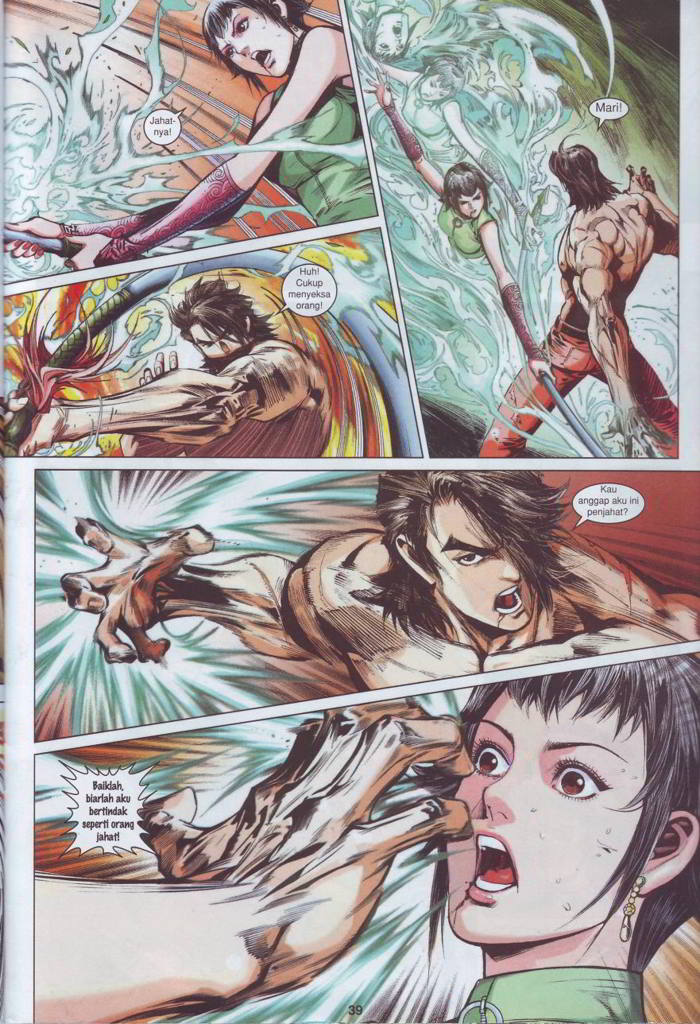 Jahat-
nya!
Mari!
Huh!
Cukup
menyeksa
orang!
Kau
anggap aku ini
penjahat?
Baiklah,
biarlah aku
bertindak
seperti orang
jahat!
39